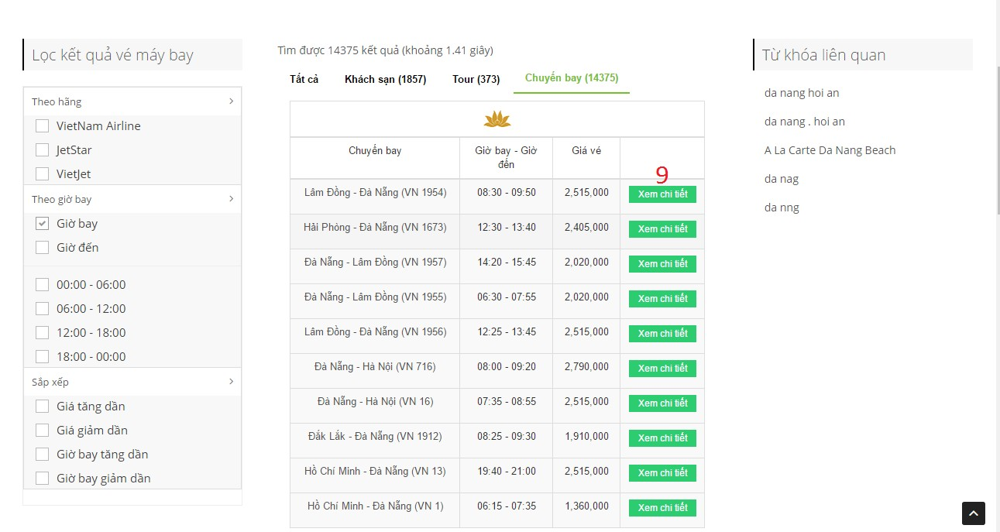 Lọc kết quả vé máy bay
Theo hãng
VietNam Airline
JetStar
VietJet
Theo giờ bay
Giờ bay
Giờ đến
00:00 - 06:00
06:00 - 12:00
12:00 - 18:00
18:00 - 00:00
Sắp xếp
Giá tăng dần
Giá giảm dần
Giờ bay tăng dần
Giờ bay giảm dần
Tìm được 14375 kết quả (khoảng 1.41 giây)
Tất cả Khách sạn (1857) Tour (373) Chuyến bay (14375)
Chuyến bay Giờ bay - Giờ đến Giá vé
9
Lâm Đồng - Đà Nẵng (VN 1954) 08:30 - 09:50 2,515,000 Xem chi tiết
Hải Phòng - Đà Nẵng (VN 1673) 12:30 - 13:40 2,405,000 Xem chi tiết
Đà Nẵng - Lâm Đồng (VN 1957) 14:20 - 15:45 2,020,000 Xem chi tiết
Đà Nẵng - Lâm Đồng (VN 1955) 06:30 - 07:55 2,020,000 Xem chi tiết
Lâm Đồng - Đà Nẵng (VN 1956) 12:25 - 13:45 2,515,000 Xem chi tiết
Đà Nẵng - Hà Nội (VN 716) 08:00 - 09:20 2,790,000 Xem chi tiết
Đà Nẵng - Hà Nội (VN 16) 07:35 - 08:55 2,515,000 Xem chi tiết
Đắk Lắk - Đà Nẵng (VN 1912) 08:25 - 09:30 1,910,000 Xem chi tiết
Hồ Chí Minh - Đà Nẵng (VN 13) 19:40 - 21:00 2,515,000 Xem chi tiết
Hồ Chí Minh - Đà Nẵng (VN 1) 06:15 - 07:35 1,360,000 Xem chi tiết
Từ khóa liên quan
da nang hoi an
da nang . hoi an
A La Carte Da Nang Beach
da nag
da nng